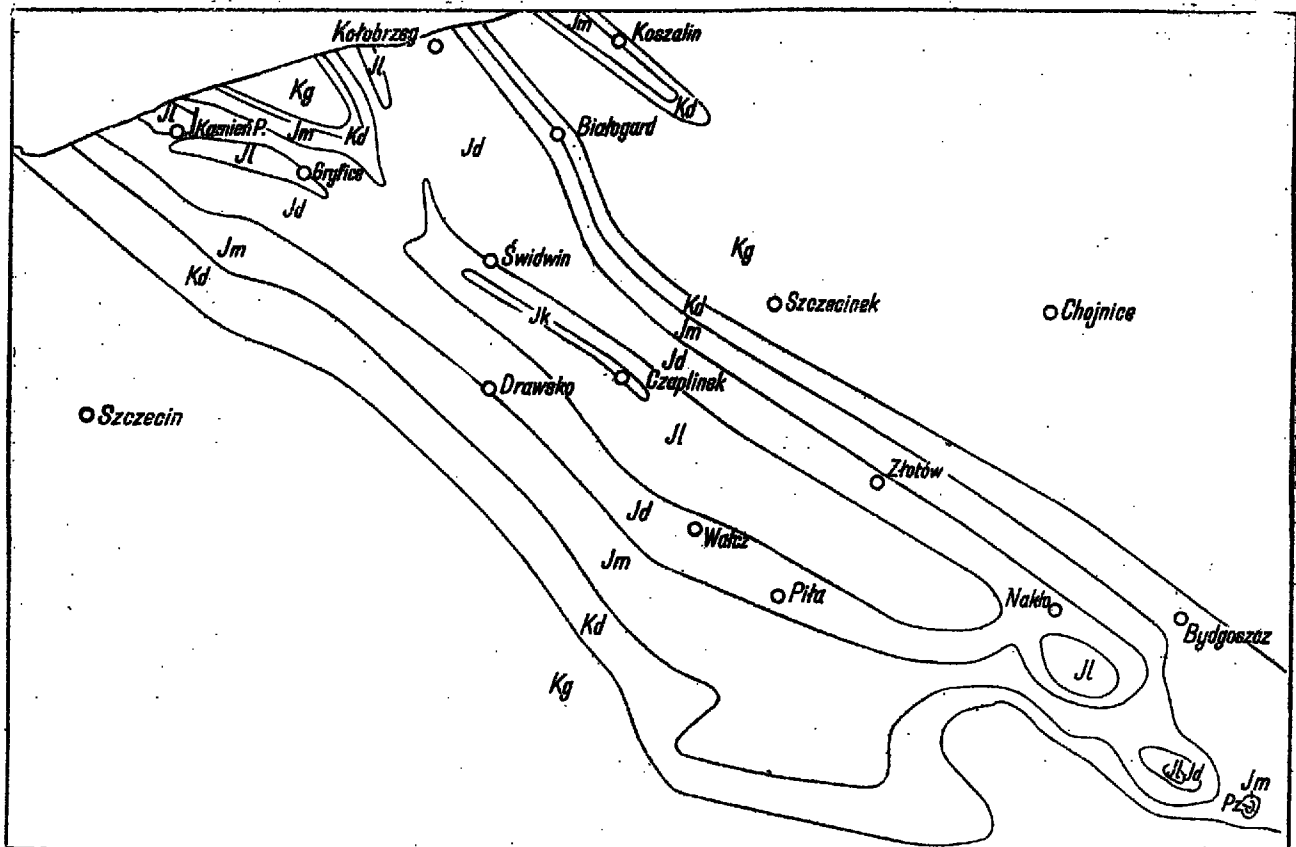 Jm
Koszalin
Kołobrzeg
Jl
Kg
Kd
Jl
Kamień P.
Jm
Kd
Białogard
Jl
Jd
Gryfice
Jd
Jm
Kg
Świdwin
Kd
Kd
Szczecinek
Chojnice
Jk
Jm
Jd
Drawsko
Czaplinek
Szczecin
Jl
Złotów
Jd
Wałcz
Jm
Piła
Nakło
Kd
Bydgoszcz
Jl
Kg
Jl Jd
Jm
Pz